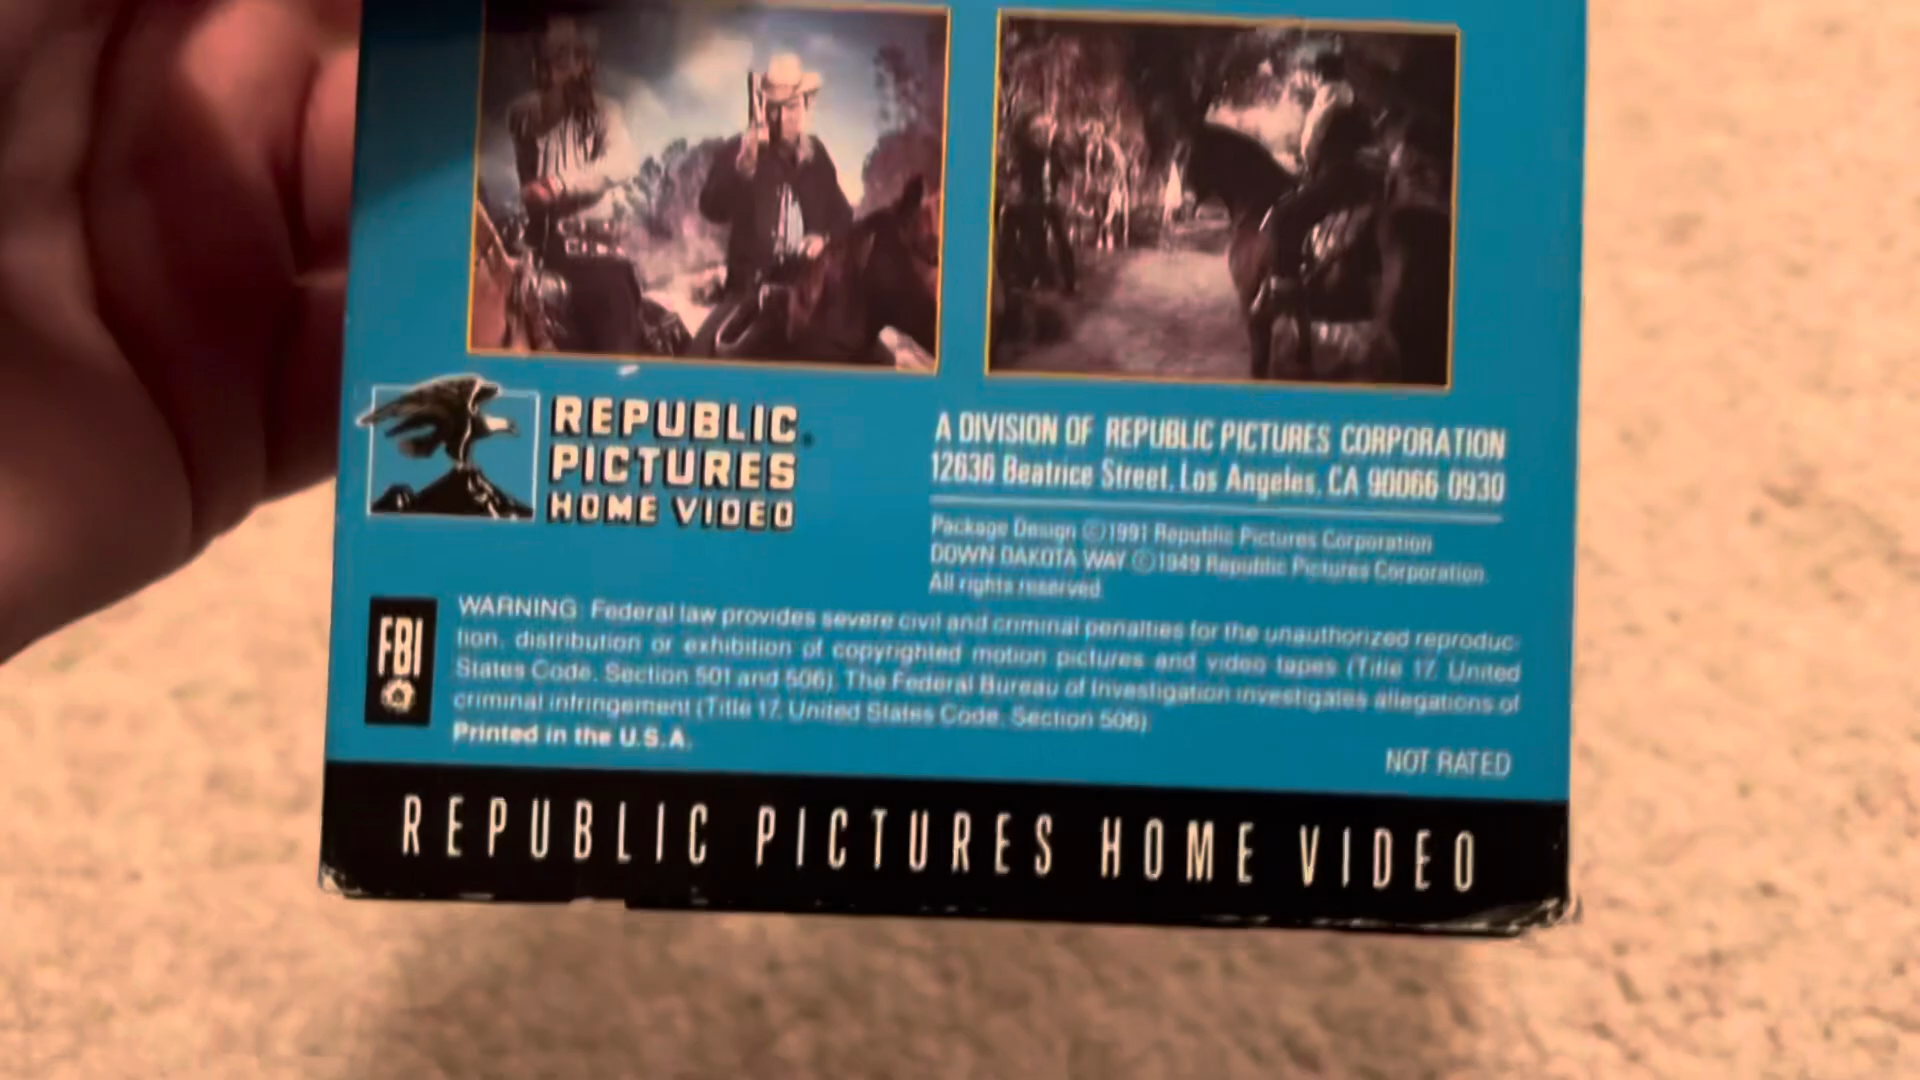 REPUBLIC
PICTURES
HOME VIDEO
A DIVISION OF REPUBLIC PICTURES CORPORATION
12636 Beatrice Street, Los Angeles, CA 90066-0930
Package Design ©1991 Republic Pictures Corporation
DOWN DAKOTA WAY ©1949 Republic Pictures Corporation.
All rights reserved.
FBI
WARNING: Federal law provides severe civil and criminal penalties for the unauthorized reproduc-
tion, distribution or exhibition of copyrighted motion pictures and video tapes (Title 17, United
States Code, Section 501 and 506). The Federal Bureau of Investigation investigates allegations of
criminal infringement (Title 17, United States Code, Section 506).
Printed in the U.S.A.
NOT RATED
REPUBLIC PICTURES HOME VIDEO